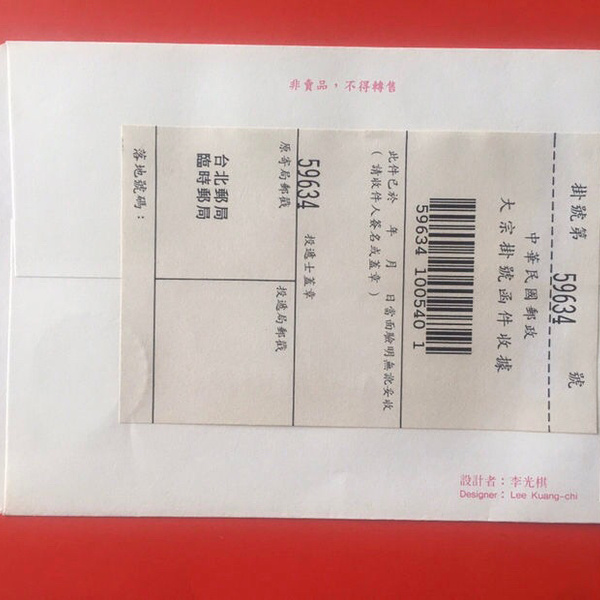 非賣品，不得轉售
掛號第 59634 號
中華民國郵政
大宗掛號函件收據
59634 100540 1
此件已於 年 月 日當面驗明無訛妥收
（請收件人簽名或蓋章）
59634 投遞士蓋章
原寄局郵戳 投遞局郵戳
台北郵局
臨時郵局
落地號碼：
設計者：李光棋
Designer: Lee Kuang-chi